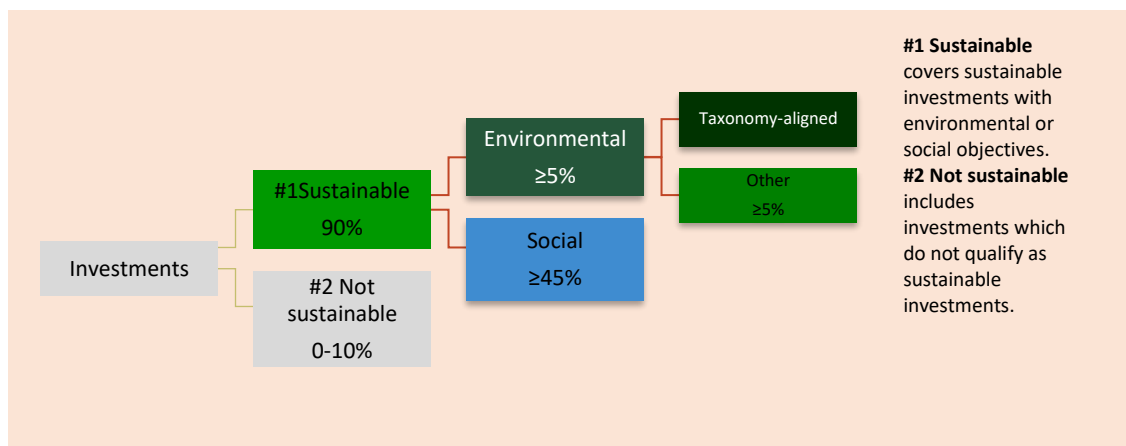 Investments
#1Sustainable
90%
#2 Not
sustainable
0-10%
Environmental
≥5%
Social
≥45%
Taxonomy-aligned
Other
≥5%
#1 Sustainable
covers sustainable
investments with
environmental or
social objectives.
#2 Not sustainable
includes
investments which
do not qualify as
sustainable
investments.